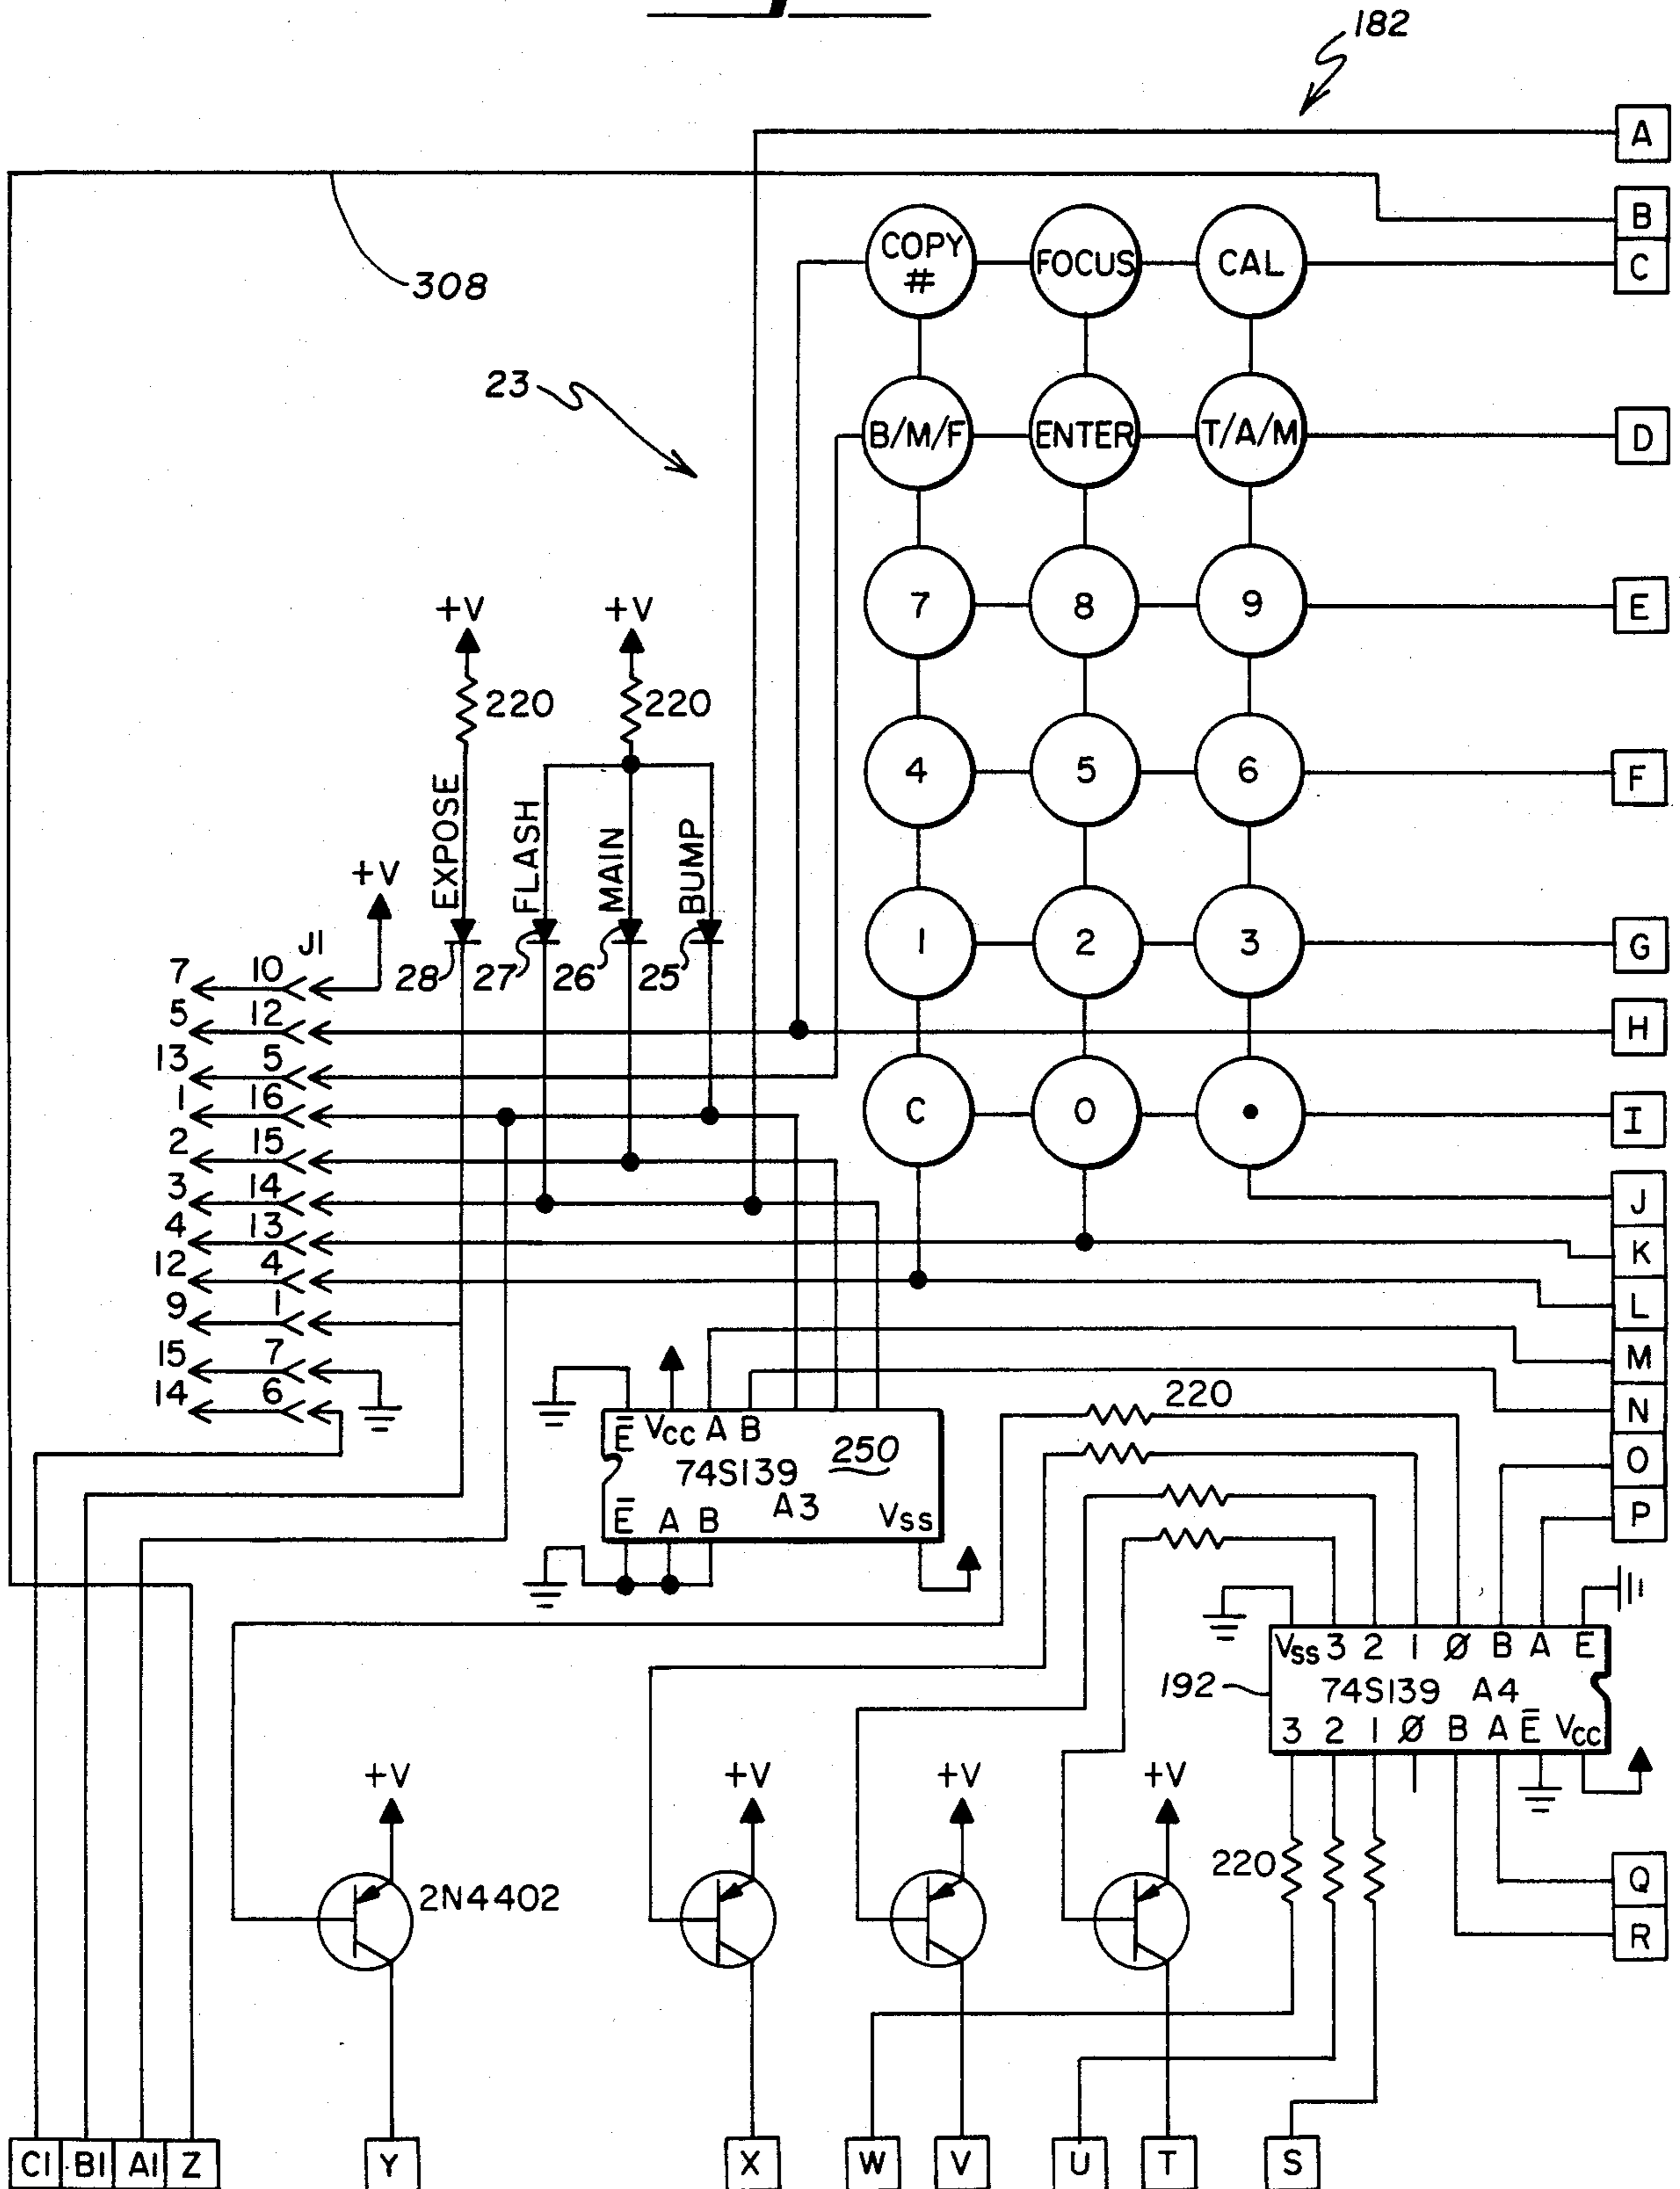 182
A
B
COPY # FOCUS CAL C
308
23
B/M/F ENTER T/A/M D
+V +V 7 8 9 E
220 220
4 5 6 F
EXPOSE FLASH MAIN BUMP
+V
J1
1 2 3 G
28 27 26 25
7 10
5 12 H
13 5
1 16 C 0 • I
2 15
3 14 J
4 13 K
12 4 L
9 1 M
15 7
14 6 220 N
E̅ VCC A B 250
74S139
A3
E̅ A B VSS
O
P
VSS 3 2 1 Ø B A E
192 74S139 A4
3 2 1 Ø B A E̅ VCC
+V +V +V +V
220 Q
2N4402
R
C1 B1 A1 Z Y X W V U T S